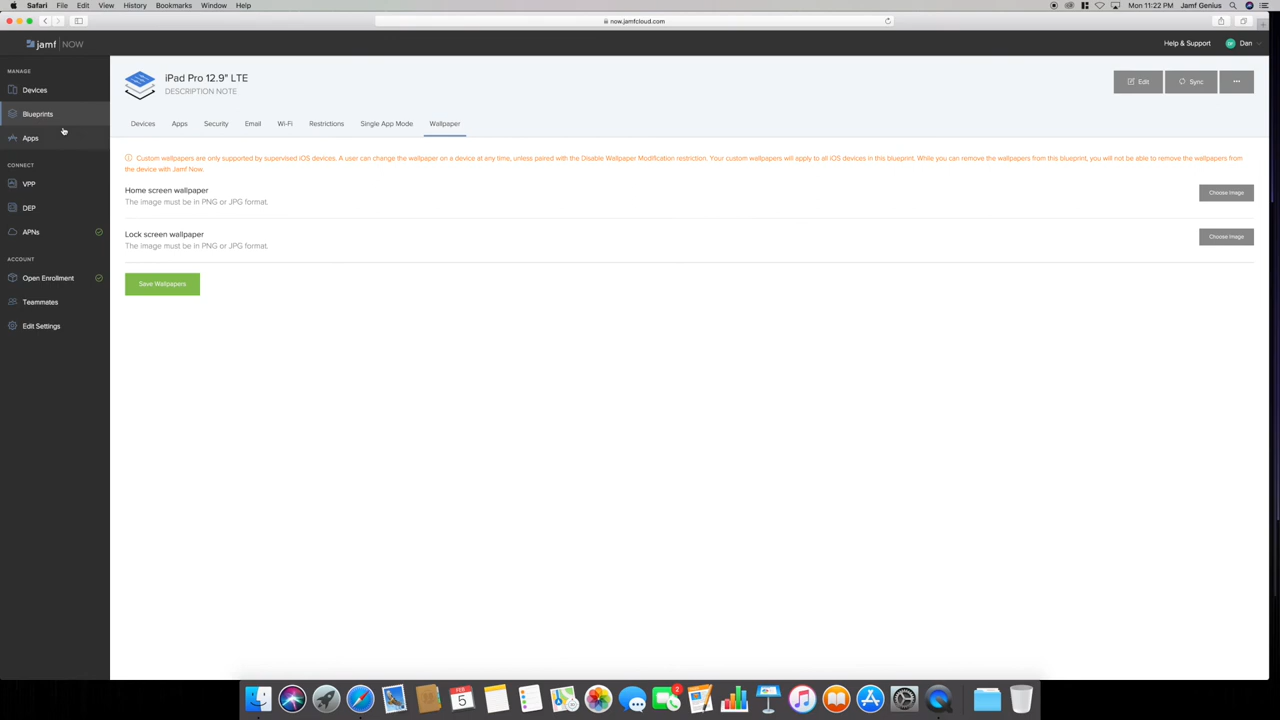 Safari File Edit View History Bookmarks Window Help
Mon 11:22 PM Jamf Genius
now.jamfcloud.com
jamf | NOW
Help & Support
Dan
MANAGE
Devices
Blueprints
Apps
CONNECT
VPP
DEP
APNs
ACCOUNT
Open Enrollment
Teammates
Edit Settings
iPad Pro 12.9" LTE
DESCRIPTION NOTE
Edit
Sync
Devices Apps Security Email Wi-Fi Restrictions Single App Mode Wallpaper
Custom wallpapers are only supported by supervised iOS devices. A user can change the wallpaper on a device at any time, unless paired with the Disable Wallpaper Modification restriction. Your custom wallpapers will apply to all iOS devices in this blueprint. While you can remove the wallpapers from this blueprint, you will not be able to remove the wallpapers from
the device with Jamf Now.
Home screen wallpaper
The image must be in PNG or JPG format.
Choose Image
Lock screen wallpaper
The image must be in PNG or JPG format.
Choose Image
Save Wallpapers
FEB
5
2